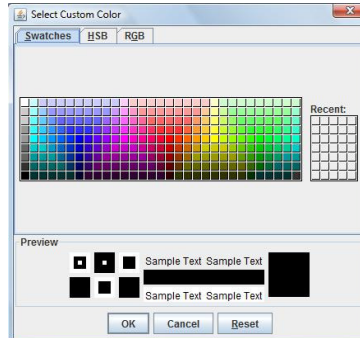 Select Custom Color
Swatches HSB RGB
Recent:
Preview
Sample Text Sample Text
Sample Text Sample Text
OK Cancel Reset